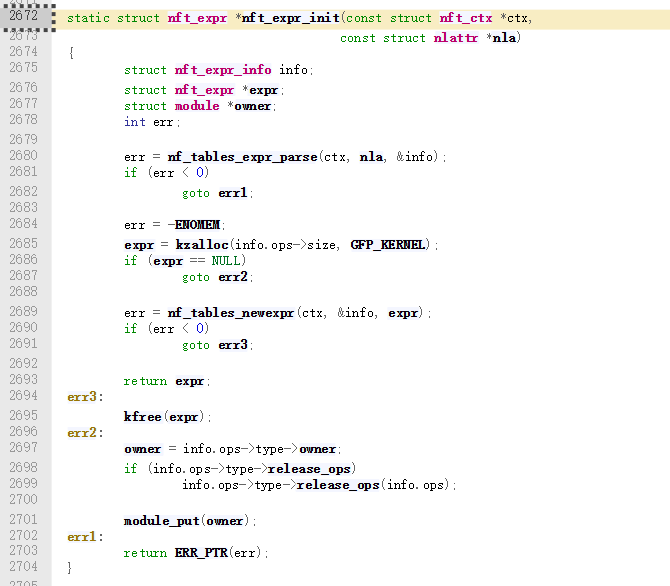 2672 static struct nft_expr *nft_expr_init(const struct nft_ctx *ctx,
2673 const struct nlattr *nla)
2674 {
2675 struct nft_expr_info info;
2676 struct nft_expr *expr;
2677 struct module *owner;
2678 int err;
2679
2680 err = nf_tables_expr_parse(ctx, nla, &info);
2681 if (err < 0)
2682 goto err1;
2683
2684 err = -ENOMEM;
2685 expr = kzalloc(info.ops->size, GFP_KERNEL);
2686 if (expr == NULL)
2687 goto err2;
2688
2689 err = nf_tables_newexpr(ctx, &info, expr);
2690 if (err < 0)
2691 goto err3;
2692
2693 return expr;
2694 err3:
2695 kfree(expr);
2696 err2:
2697 owner = info.ops->type->owner;
2698 if (info.ops->type->release_ops)
2699 info.ops->type->release_ops(info.ops);
2700
2701 module_put(owner);
2702 err1:
2703 return ERR_PTR(err);
2704 }